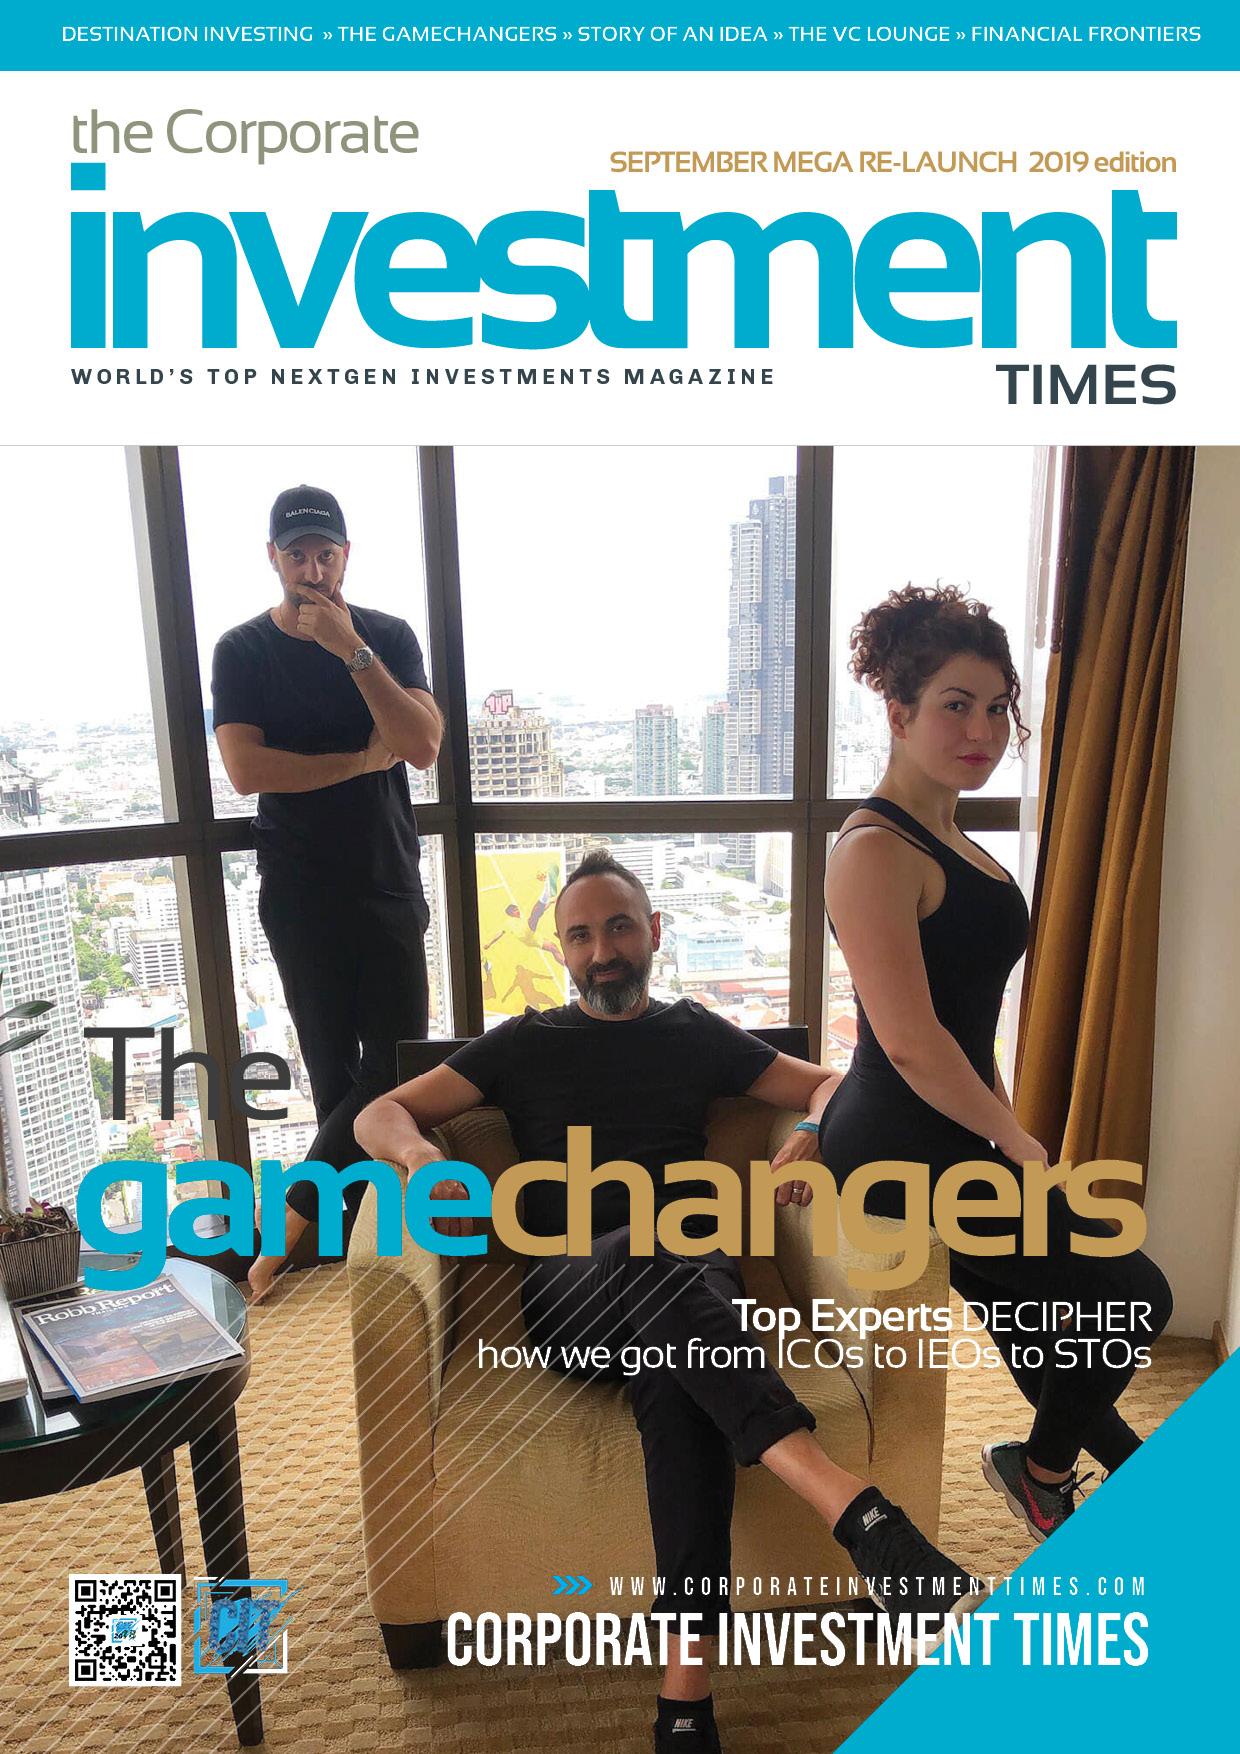 DESTINATION INVESTING » THE GAMECHANGERS » STORY OF AN IDEA » THE VC LOUNGE » FINANCIAL FRONTIERS
the Corporate
SEPTEMBER MEGA RE-LAUNCH 2019 edition
investment
WORLD'S TOP NEXTGEN INVESTMENTS MAGAZINE
TIMES
BALENCIAGA
The
gamechangers
Robb Report
Top Experts DECIPHER
how we got from ICOs to IEOs to STOs
NIKE
WWW.CORPORATEINVESTMENTTIMES.COM
CIT
CORPORATE INVESTMENT TIMES
NIKE